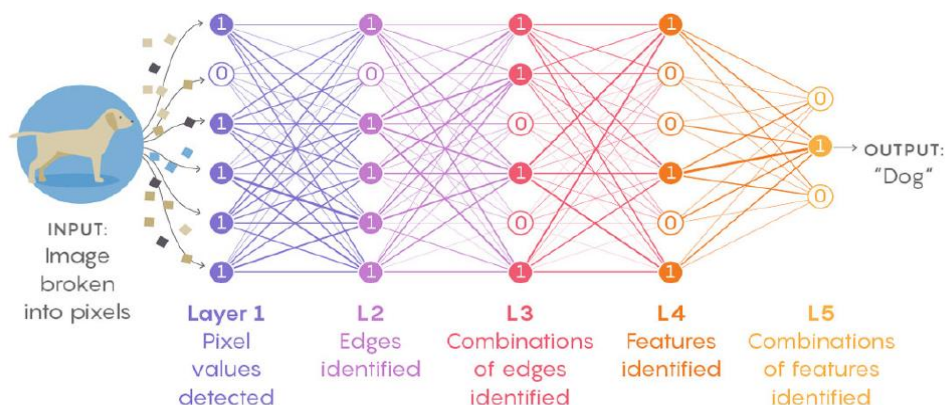 1 1 1 1
0 0 1 0 0
1 1 0 0 1 OUTPUT:
1 1 1 1 "Dog"
1 1 0 0 0
1 1 1 1
INPUT:
Image
broken
into pixels
Layer 1
Pixel
values
detected
L2
Edges
identified
L3
Combinations
of edges
identified
L4
Features
identified
L5
Combinations
of features
identified